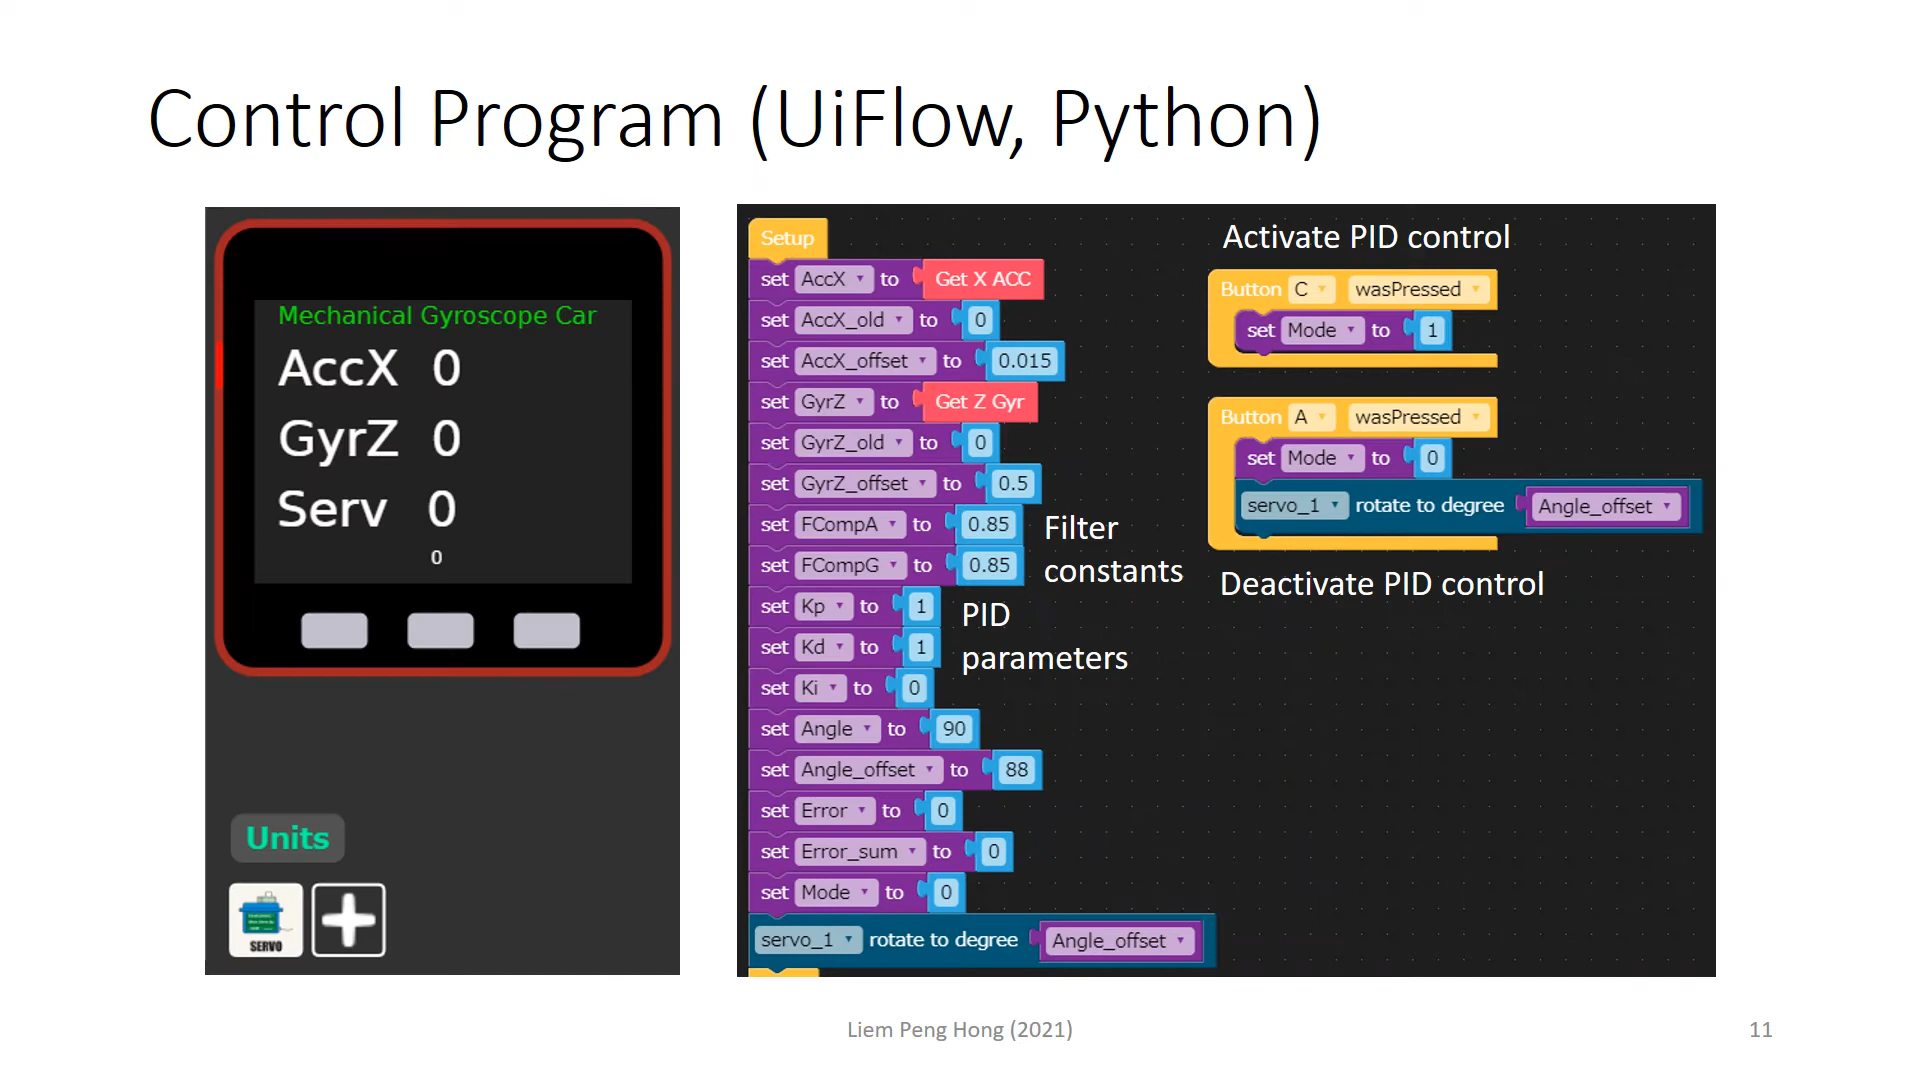 Control Program (UiFlow, Python)
Mechanical Gyroscope Car
AccX 0
GyrZ 0
Serv 0
0
Units
SERVO
Setup
set AccX to Get X ACC
set AccX_old to 0
set AccX_offset to 0.015
set GyrZ to Get Z Gyr
set GyrZ_old to 0
set GyrZ_offset to 0.5
set FCompA to 0.85
set FCompG to 0.85
Filter
constants
set Kp to 1
set Kd to 1
PID
parameters
set Ki to 0
set Angle to 90
set Angle_offset to 88
set Error to 0
set Error_sum to 0
set Mode to 0
servo_1 rotate to degree Angle_offset
Activate PID control
Button C wasPressed
set Mode to 1
Button A wasPressed
set Mode to 0
servo_1 rotate to degree Angle_offset
Deactivate PID control
Liem Peng Hong (2021)
11